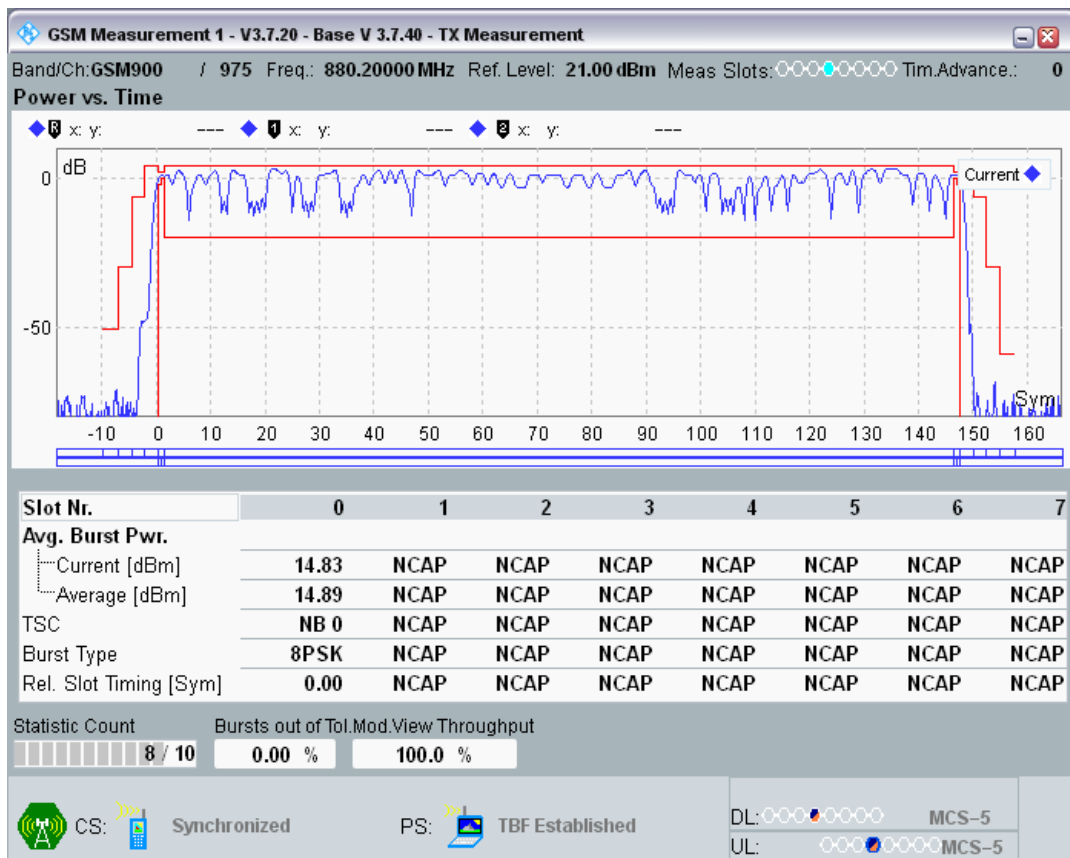 GSM Measurement 1 - V3.7.20 - Base V 3.7.40 - TX Measurement
Band/Ch:GSM900 / 975 Freq.: 880.20000 MHz Ref. Level: 21.00 dBm Meas Slots: Tim.Advance.: 0
Power vs. Time
R x: y: --- 1 x: y: --- 2 x: y: ---
dB
0
Current
-50
Sym
-10 0 10 20 30 40 50 60 70 80 90 100 110 120 130 140 150 160
Slot Nr. 0 1 2 3 4 5 6 7
Avg. Burst Pwr.
Current [dBm] 14.83 NCAP NCAP NCAP NCAP NCAP NCAP NCAP
Average [dBm] 14.89 NCAP NCAP NCAP NCAP NCAP NCAP NCAP
TSC NB 0 NCAP NCAP NCAP NCAP NCAP NCAP NCAP
Burst Type 8PSK NCAP NCAP NCAP NCAP NCAP NCAP NCAP
Rel. Slot Timing [Sym] 0.00 NCAP NCAP NCAP NCAP NCAP NCAP NCAP
Statistic Count Bursts out of Tol. Mod.View Throughput
8 / 10 0.00 % 100.0 %
CS: Synchronized PS: TBF Established
DL: MCS-5
UL: MCS-5